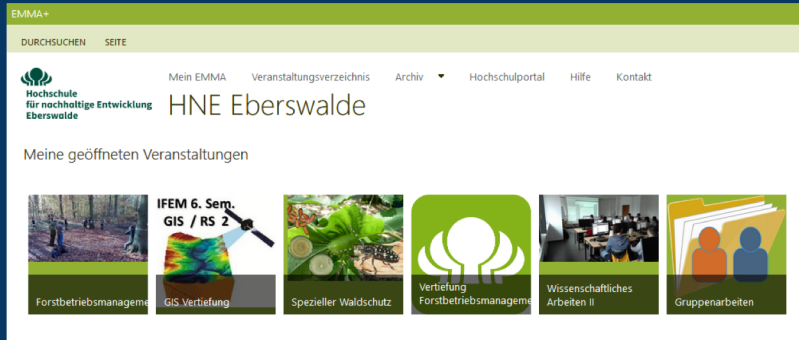 EMMA+
DURCHSUCHEN SEITE
Mein EMMA Veranstaltungsverzeichnis Archiv Hochschulportal Hilfe Kontakt
Hochschule
für nachhaltige Entwicklung
Eberswalde
HNE Eberswalde
Meine geöffneten Veranstaltungen
IFEM 6. Sem.
GIS / RS 2
Forstbetriebsmanageme
GIS Vertiefung
Spezieller Waldschutz
Vertiefung
Forstbetriebsmanageme
Wissenschaftliches
Arbeiten II
Gruppenarbeiten